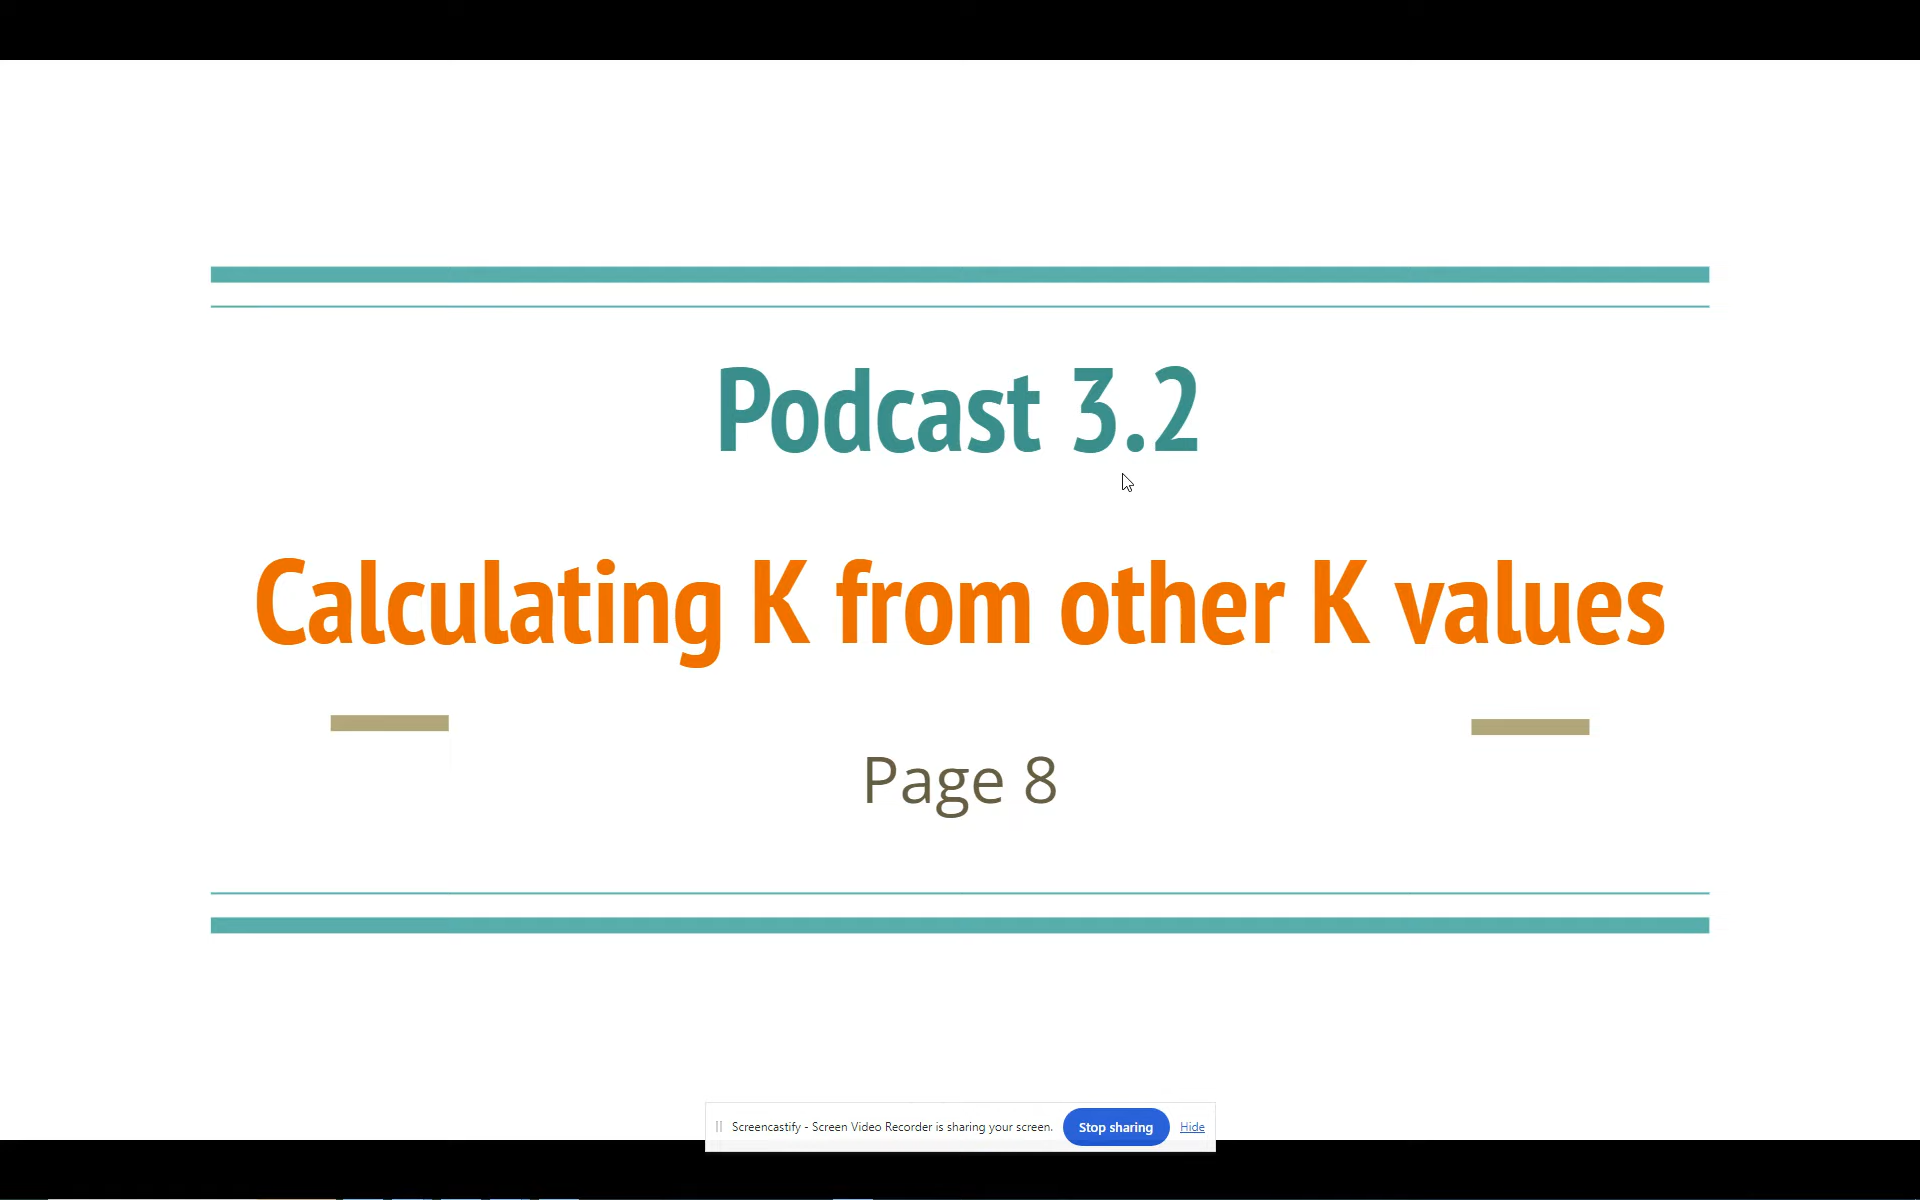 Podcast 3.2
Calculating K from other K values
Page 8
Screencastify - Screen Video Recorder is sharing your screen. Stop sharing Hide